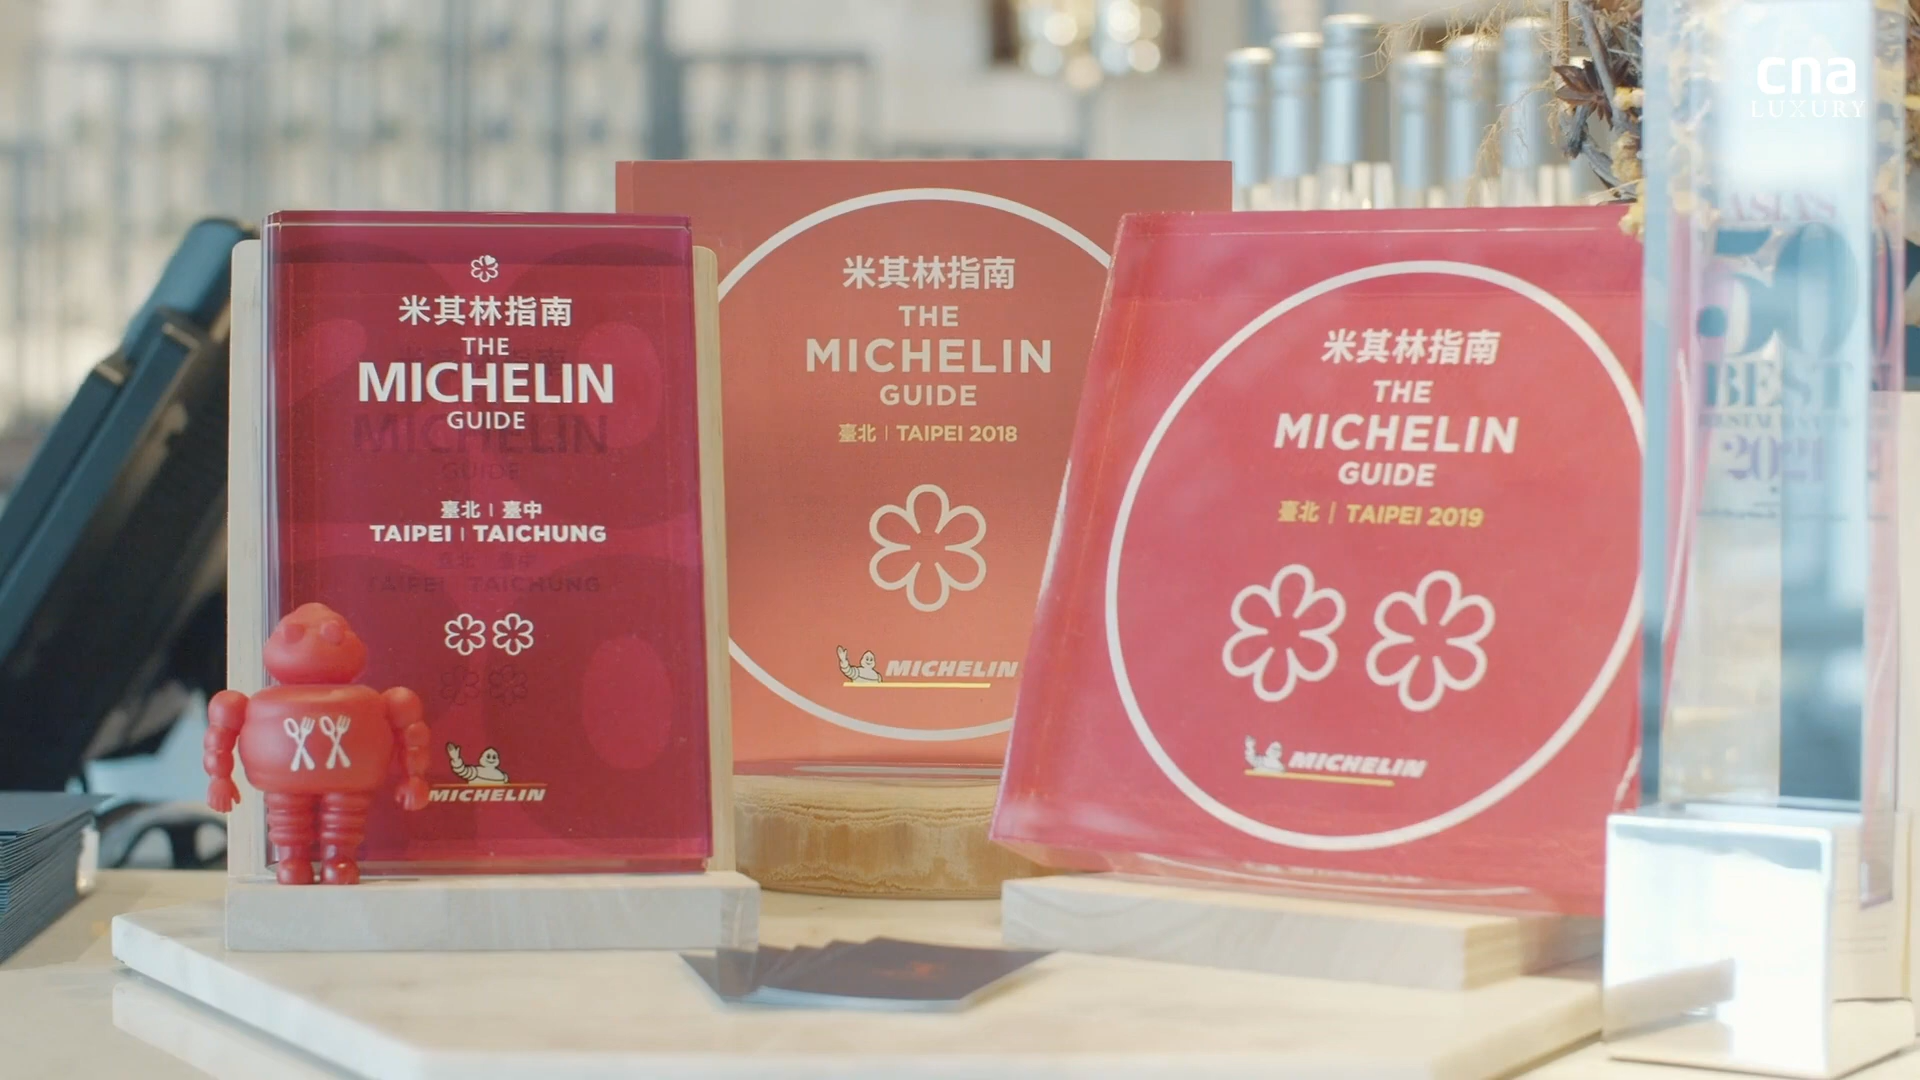 cna
LUXURY
米其林指南
THE
MICHELIN
GUIDE
臺北 | 臺中
TAIPEI | TAICHUNG
MICHELIN
米其林指南
THE
MICHELIN
GUIDE
臺北 | TAIPEI 2018
MICHELIN
米其林指南
THE
MICHELIN
GUIDE
臺北 | TAIPEI 2019
MICHELIN
ASIA'S
50
BEST
2021